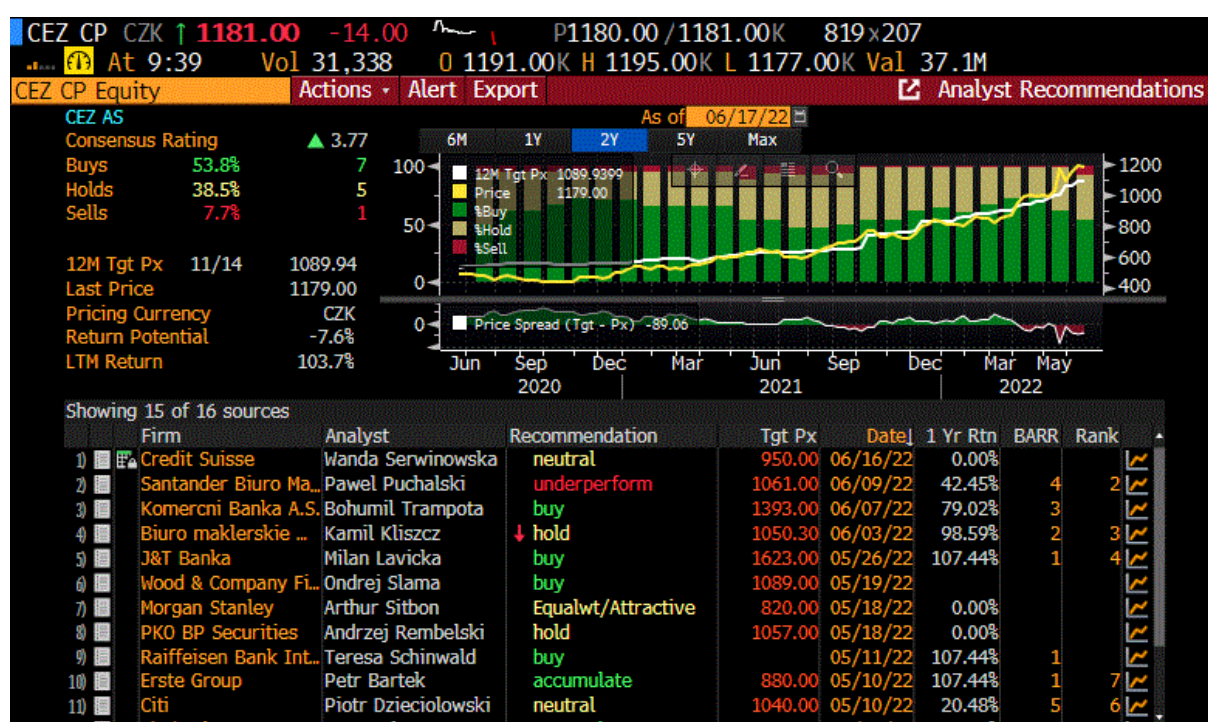 CEZ CP CZK ↑ 1181.00 -14.00 P1180.00/1181.00K 819x207
At 9:39 Vol 31,338 O 1191.00K H 1195.00K L 1177.00K Val 37.1M
CEZ CP Equity Actions Alert Export Analyst Recommendations
CEZ AS As of 06/17/22
Consensus Rating ▲ 3.77 6M 1Y 2Y 5Y Max
Buys 53.8% 7
Holds 38.5% 5
Sells 7.7% 1
12M Tgt Px 11/14 1089.94
Last Price 1179.00
Pricing Currency CZK
Return Potential -7.6%
LTM Return 103.7%
100 50 0
12M Tgt Px 1089.9399
Price 1179.00
%Buy
%Hold
%Sell
1200
1000
800
600
400
0 Price Spread (Tgt - Px) -89.06
Jun Sep Dec Mar Jun Sep Dec Mar May
2020 2021 2022
Showing 15 of 16 sources
Firm Analyst Recommendation Tgt Px Date↓ 1 Yr Rtn BARR Rank
1) Credit Suisse Wanda Serwinowska neutral 950.00 06/16/22 0.00%
2) Santander Biuro Ma… Pawel Puchalski underperform 1061.00 06/09/22 42.45% 4 2
3) Komercni Banka A.S. Bohumil Trampota buy 1393.00 06/07/22 79.02% 3
4) Biuro maklerskie … Kamil Kliszcz ↓ hold 1050.30 06/03/22 98.59% 2 3
5) J&T Banka Milan Lavicka buy 1623.00 05/26/22 107.44% 1 4
6) Wood & Company Fi… Ondrej Slama buy 1089.00 05/19/22
7) Morgan Stanley Arthur Sitbon Equalwt/Attractive 820.00 05/18/22 0.00%
8) PKO BP Securities Andrzej Rembelski hold 1057.00 05/18/22 0.00%
9) Raiffeisen Bank Int… Teresa Schinwald buy 05/11/22 107.44% 1
10) Erste Group Petr Bartek accumulate 880.00 05/10/22 107.44% 1 7
11) Citi Piotr Dzieciolowski neutral 1040.00 05/10/22 20.48% 5 6